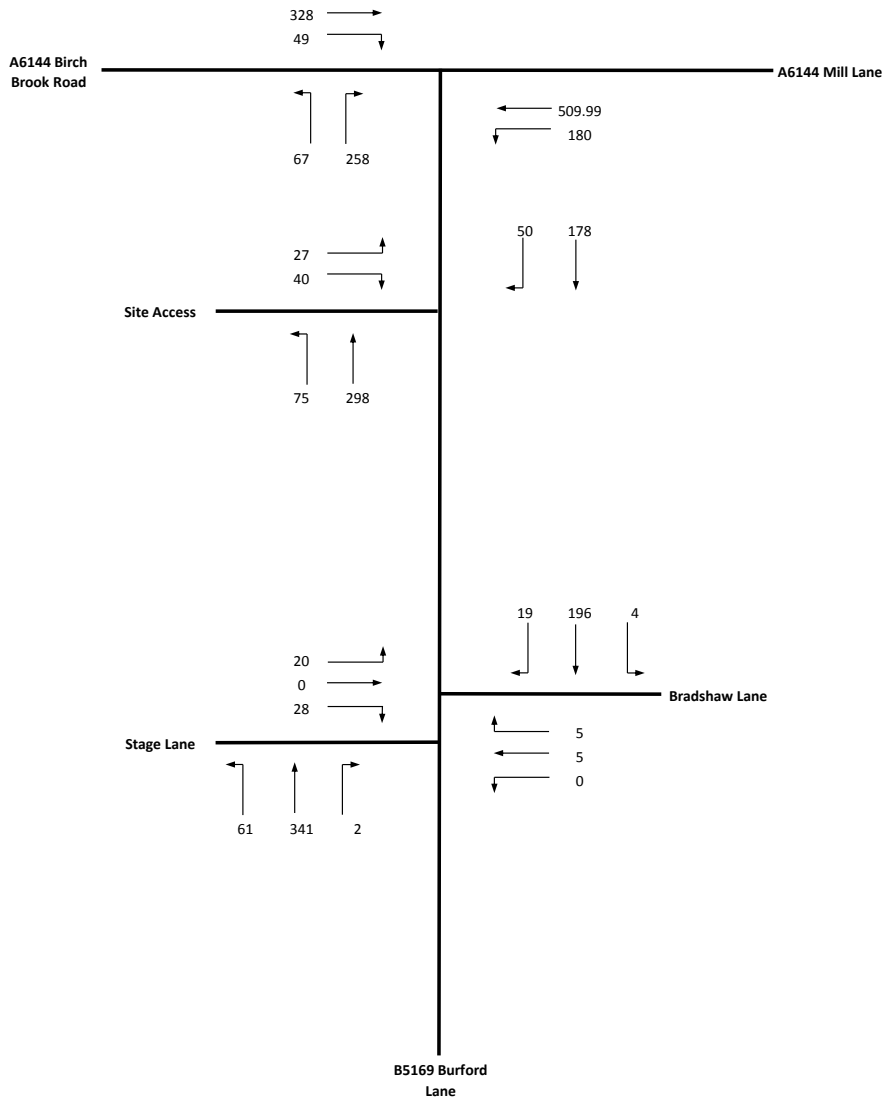 328
49
A6144 Birch
Brook Road
A6144 Mill Lane
509.99
180
67 258
50 178
27
40
Site Access
75 298
19 196 4
20
0
28
Bradshaw Lane
Stage Lane
5
5
0
61 341 2
B5169 Burford
Lane